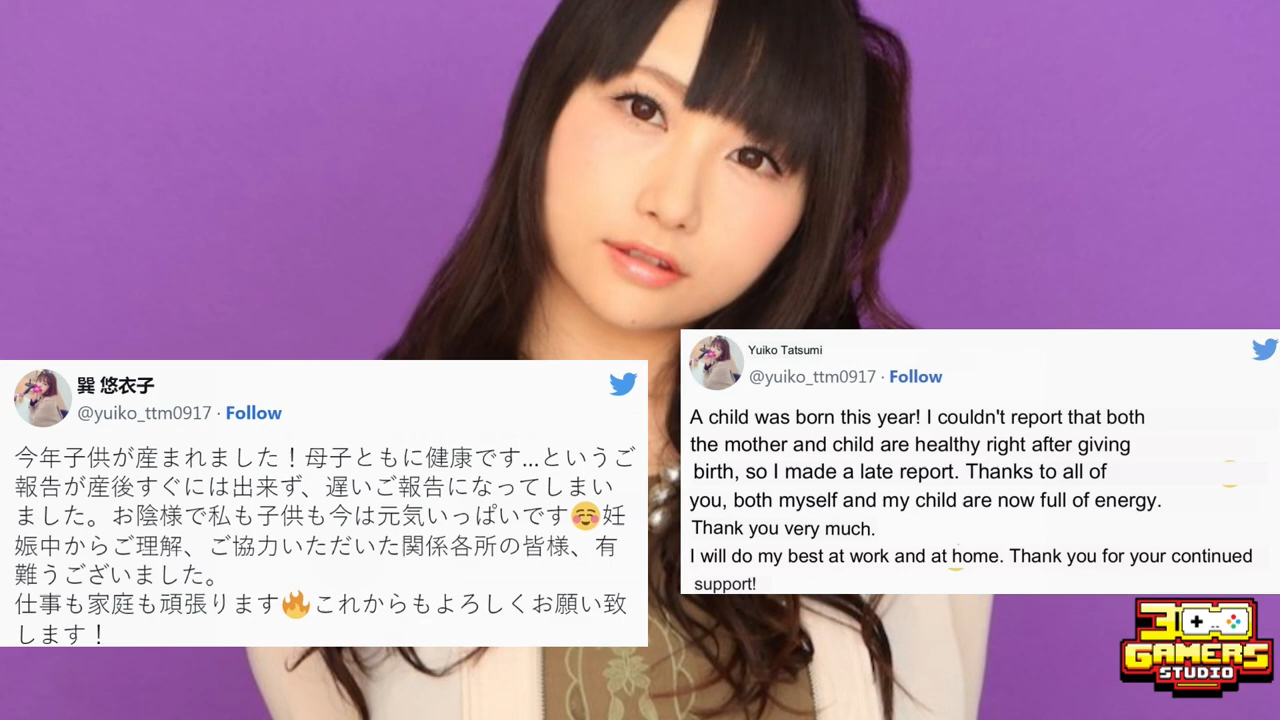 巽 悠衣子
@yuiko_ttm0917 · Follow
今年子供が産まれました！母子ともに健康です...というご
報告が産後すぐには出来ず、遅いご報告になってしまい
ました。お陰様で私も子供も今は元気いっぱいです☺️妊
娠中からご理解、ご協力いただいた関係各所の皆様、有
難うございました。
仕事も家庭も頑張ります🔥これからもよろしくお願い致
します！
Yuiko Tatsumi
@yuiko_ttm0917 · Follow
A child was born this year! I couldn't report that both
the mother and child are healthy right after giving
birth, so I made a late report. Thanks to all of
you, both myself and my child are now full of energy.
Thank you very much.
I will do my best at work and at home. Thank you for your continued
support!
300
GAMERS
STUDIO